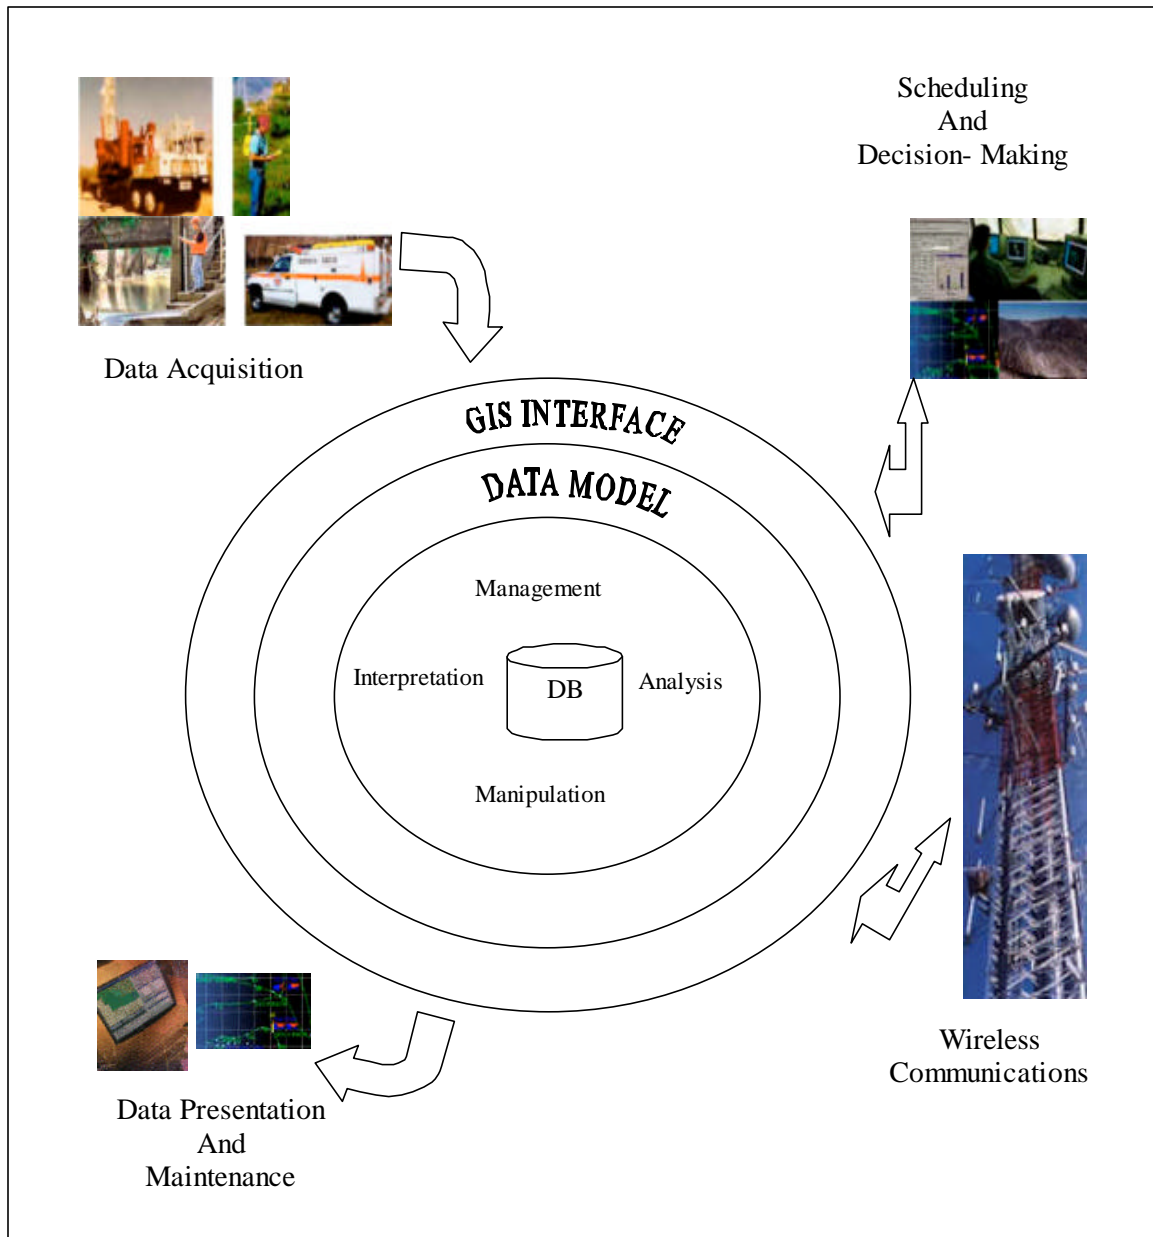 Scheduling
And
Decision- Making
Data Acquisition
GIS INTERFACE
DATA MODEL
Management
Interpretation
DB
Analysis
Manipulation
Wireless
Communications
Data Presentation
And
Maintenance